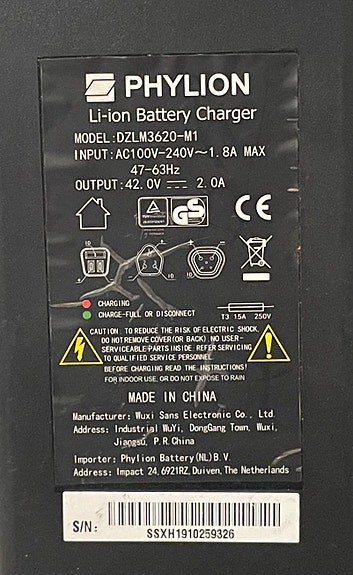 PHYLION
Li-ion Battery Charger
MODEL:DZLM3620-M1
INPUT:AC100V-240V～1.8A MAX
47-63Hz
OUTPUT:42.0V ⎓ 2.0A
GS CE
CHARGING
CHARGE-FULL OR DISCONNECT
T3.15A 250V
CAUTION: TO REDUCE THE RISK OF ELECTRIC SHOCK,
DO NOT REMOVE COVER(OR BACK). NO USER-
SERVICEABLE PARTS INSIDE. REFER SERVICING
TO QUALIFIED SERVICE PERSONNEL.
BEFORE CHARGING READ THE INSTRUCTIONS!
FOR INDOOR USE, OR DO NOT EXPOSE TO RAIN
MADE IN CHINA
Manufacturer: Wuxi Sans Electronic Co., Ltd.
Address: Industrial WuYi, DongGang Town, Wuxi,
Jiangsu, P.R.China
Importer: Phylion Battery(NL)B.V.
Address: Impact 24,6921RZ,Duiven,The Netherlands
S/N:
SSXH1910259326